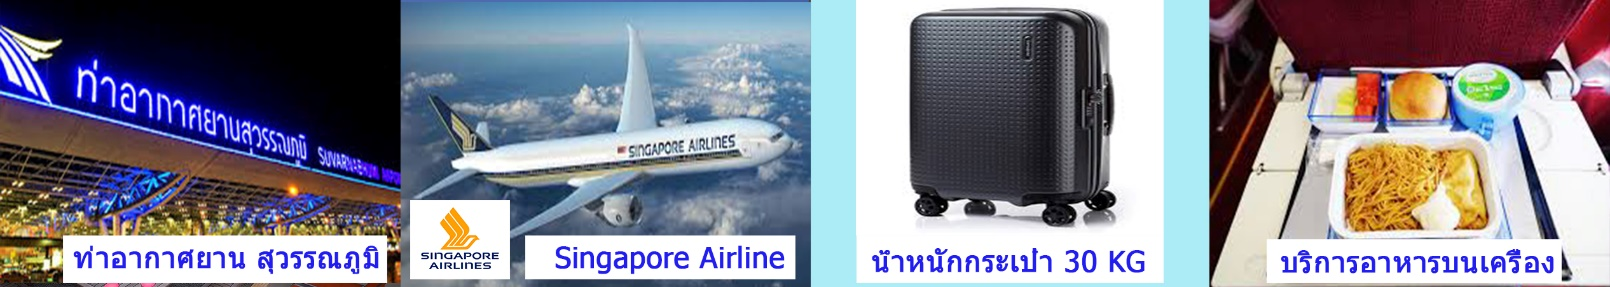 ท่าอากาศยานสุวรรณภูมิ SUVARNABHUMI AIRPORT
ท่าอากาศยาน สุวรรณภูมิ
SINGAPORE AIRLINES
SINGAPORE
AIRLINES
Singapore Airline
น้ำหนักกระเป๋า 30 KG
บริการอาหารบนเครื่อง